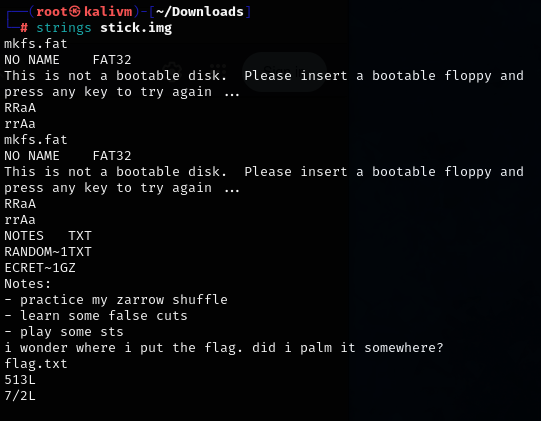 ┌──(root㉿kalivm)-[~/Downloads]
└─# strings stick.img
mkfs.fat
NO NAME    FAT32
This is not a bootable disk.  Please insert a bootable floppy and
press any key to try again ...
RRaA
rrAa
mkfs.fat
NO NAME    FAT32
This is not a bootable disk.  Please insert a bootable floppy and
press any key to try again ...
RRaA
rrAa
NOTES   TXT
RANDOM~1TXT
ECRET~1GZ
Notes:
- practice my zarrow shuffle
- learn some false cuts
- play some sts
i wonder where i put the flag. did i palm it somewhere?
flag.txt
513L
7/2L